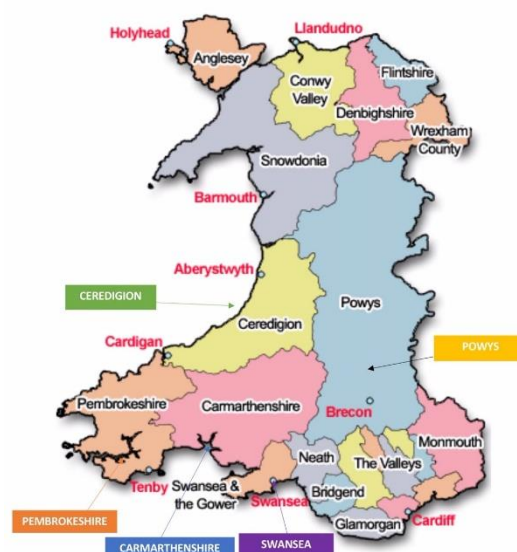 Holyhead
Llandudno
Anglesey
Flintshire
Conwy
Valley
Denbighshire
Wrexham
County
Snowdonia
Barmouth
Aberystwyth
CEREDIGION
Powys
Ceredigion
Cardigan
POWYS
Pembrokeshire
Carmarthenshire
Brecon
Monmouth
Neath
The Valleys
Tenby
Swansea &
the Gower
Swansea
Bridgend
Glamorgan
Cardiff
PEMBROKESHIRE
CARMARTHENSHIRE
SWANSEA